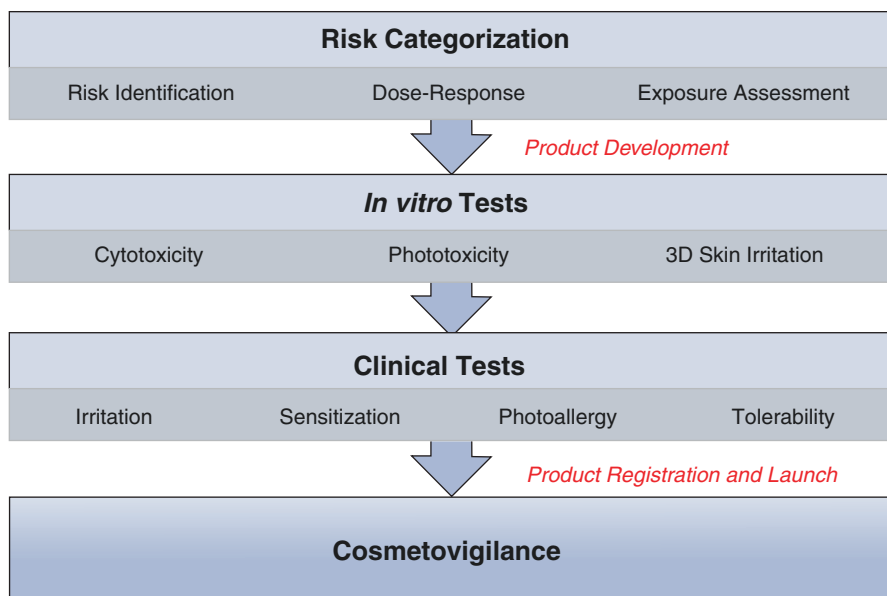 Risk Categorization
Risk Identification Dose-Response Exposure Assessment
Product Development
In vitro Tests
Cytotoxicity Phototoxicity 3D Skin Irritation
Clinical Tests
Irritation Sensitization Photoallergy Tolerability
Product Registration and Launch
Cosmetovigilance